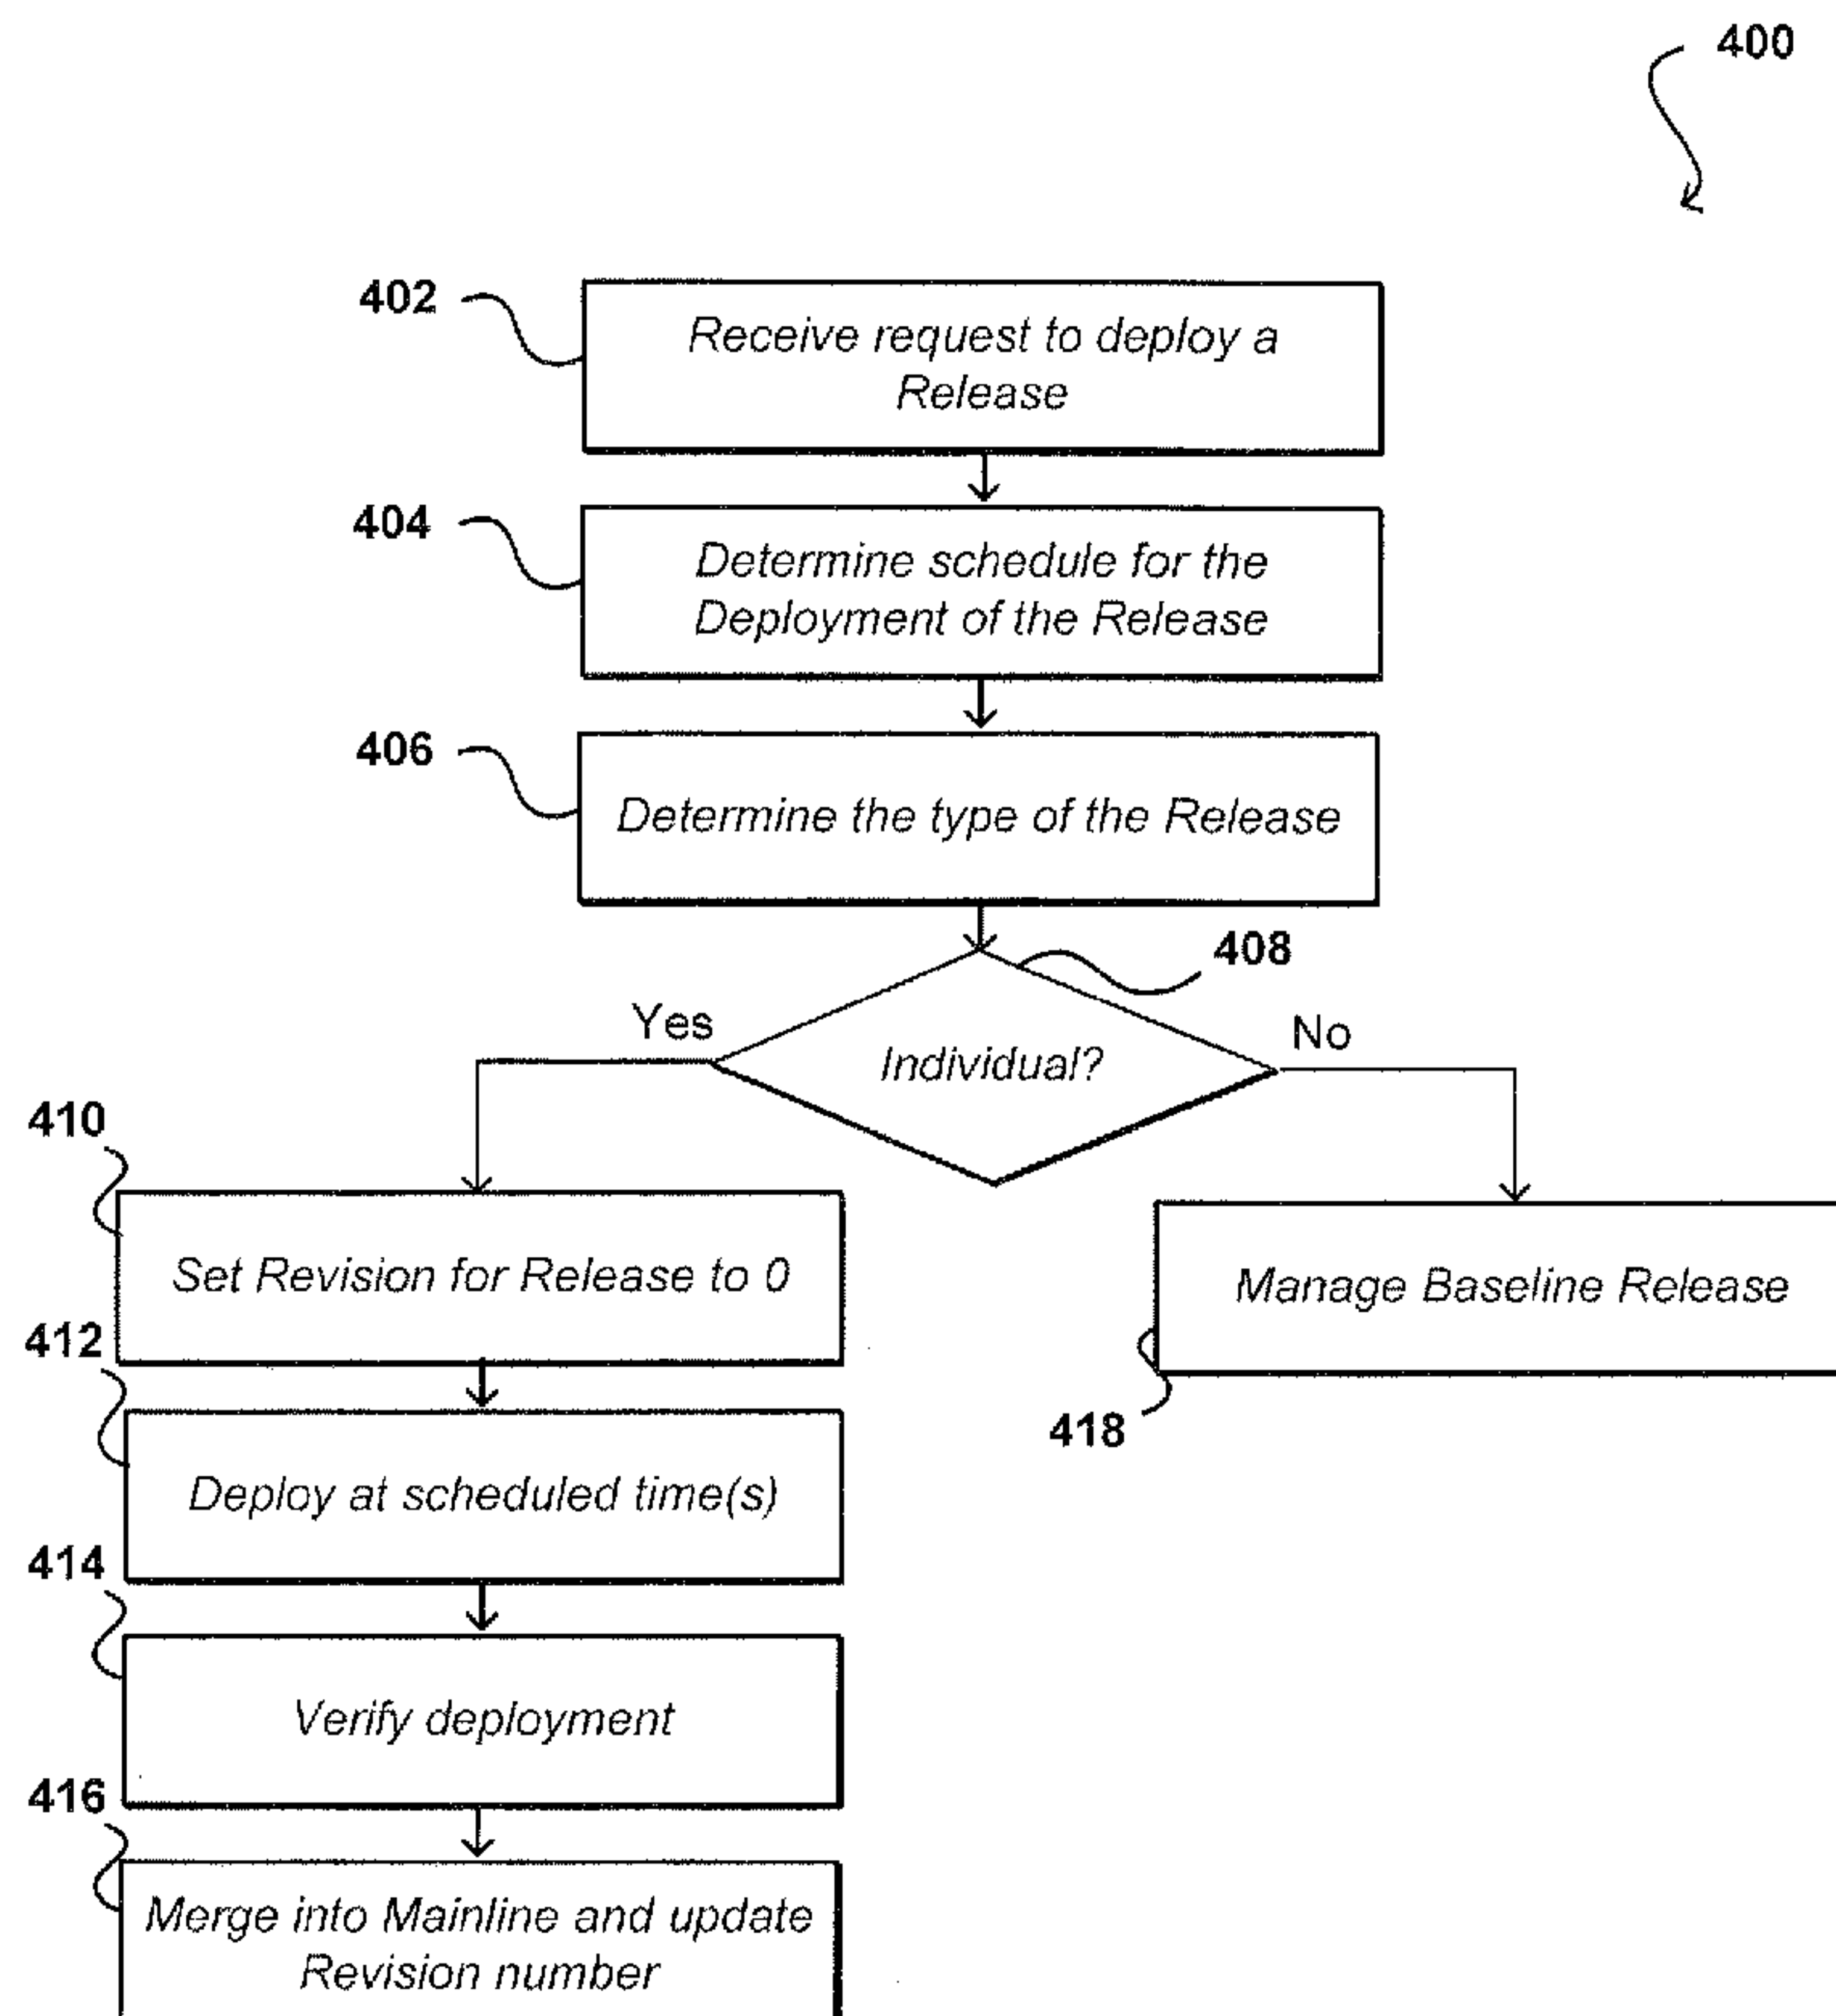 400
402
Receive request to deploy a
Release
404
Determine schedule for the
Deployment of the Release
406
Determine the type of the Release
408
Yes
No
Individual?
410
Set Revision for Release to 0
Manage Baseline Release
412
Deploy at scheduled time(s)
418
414
Verify deployment
416
Merge into Mainline and update
Revision number